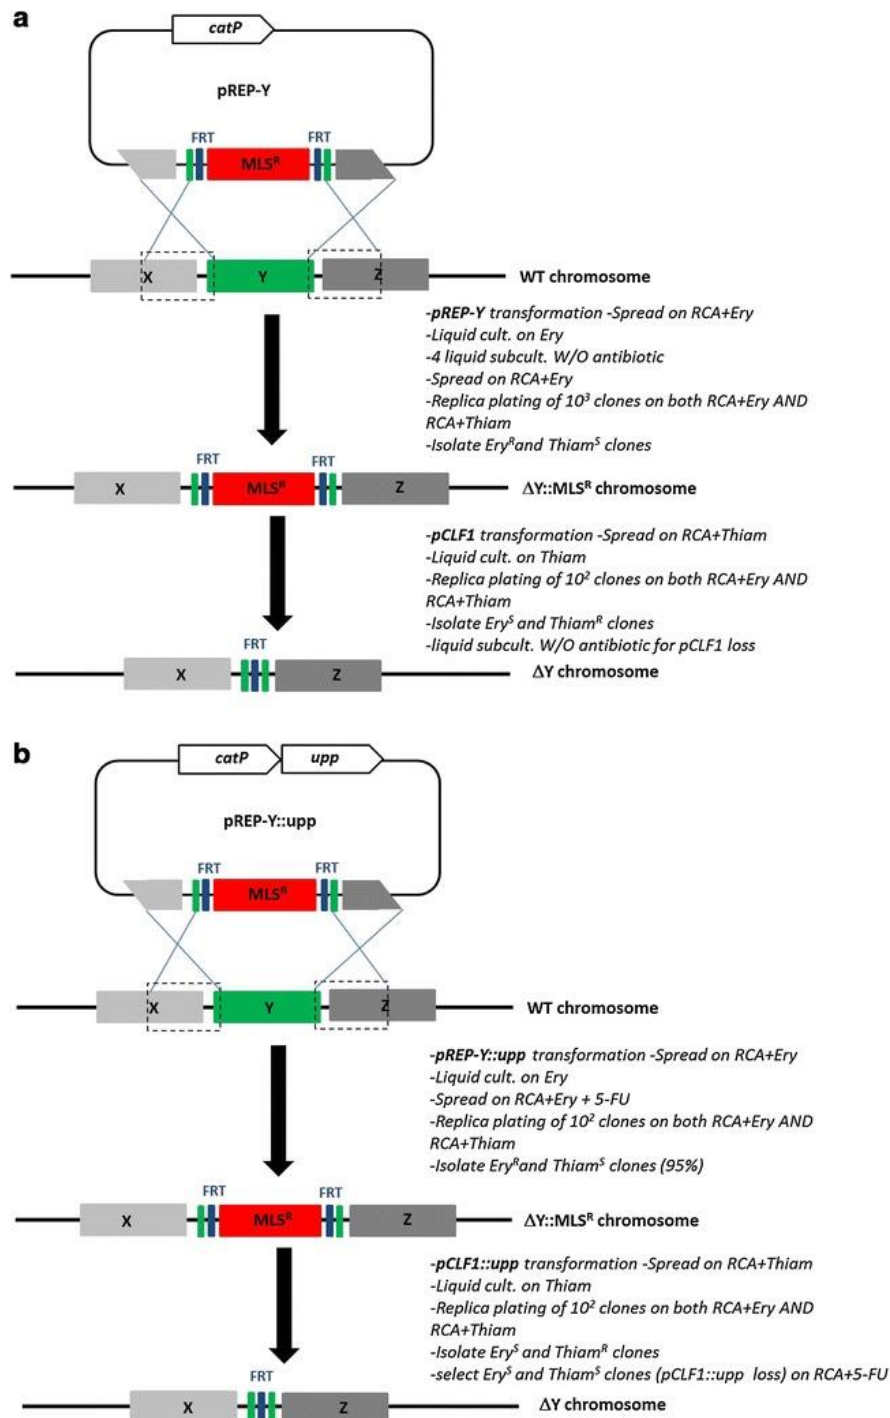 a
catP
pREP-Y
FRT FRT
MLSᴿ
X Y Z WT chromosome
-pREP-Y transformation -Spread on RCA+Ery
-Liquid cult. on Ery
-4 liquid subcult. W/O antibiotic
-Spread on RCA+Ery
-Replica plating of 10³ clones on both RCA+Ery AND
RCA+Thiam
-Isolate Eryᴿand Thiamˢ clones
FRT FRT
X MLSᴿ Z ΔY::MLSᴿ chromosome
-pCLF1 transformation -Spread on RCA+Thiam
-Liquid cult. on Thiam
-Replica plating of 10² clones on both RCA+Ery AND
RCA+Thiam
-Isolate Eryˢ and Thiamᴿ clones
-liquid subcult. W/O antibiotic for pCLF1 loss
FRT
X Z ΔY chromosome
b
catP upp
pREP-Y::upp
FRT FRT
MLSᴿ
X Y Z WT chromosome
-pREP-Y::upp transformation -Spread on RCA+Ery
-Liquid cult. on Ery
-Spread on RCA+Ery + 5-FU
-Replica plating of 10² clones on both RCA+Ery AND
RCA+Thiam
-Isolate Eryᴿand Thiamˢ clones (95%)
FRT FRT
X MLSᴿ Z ΔY::MLSᴿ chromosome
-pCLF1::upp transformation -Spread on RCA+Thiam
-Liquid cult. on Thiam
-Replica plating of 10² clones on both RCA+Ery AND
RCA+Thiam
-Isolate Eryˢ and Thiamᴿ clones
-select Eryˢ and Thiamˢ clones (pCLF1::upp loss) on RCA+5-FU
FRT
X Z ΔY chromosome